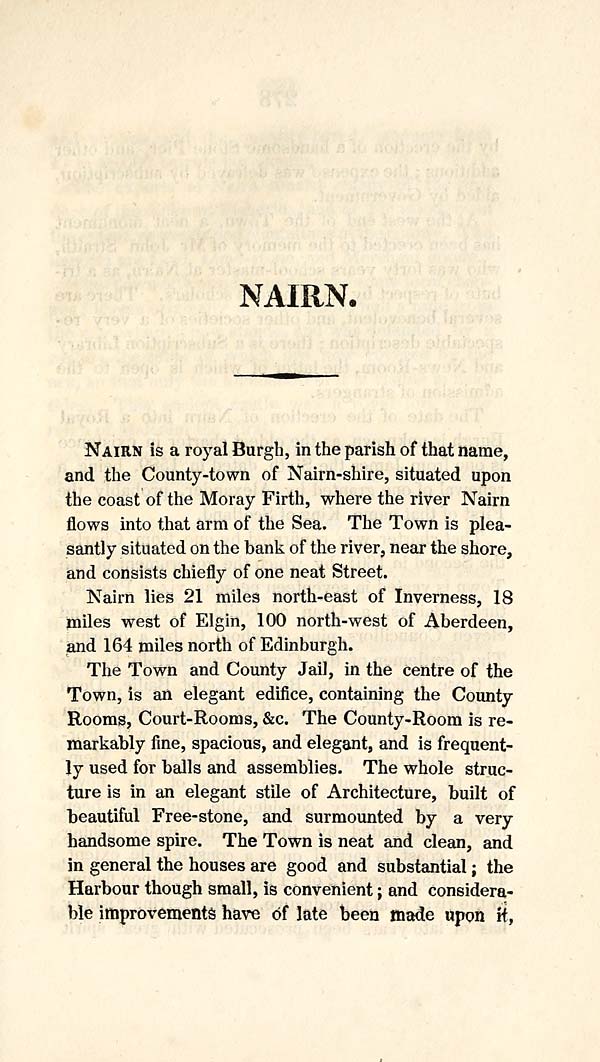 NAIRN.
NAIRN is a royal Burgh, in the parish of that name,
and the County-town of Nairn-shire, situated upon
the coast of the Moray Firth, where the river Nairn
flows into that arm of the Sea. The Town is plea-
santly situated on the bank of the river, near the shore,
and consists chiefly of one neat Street.
Nairn lies 21 miles north-east of Inverness, 18
miles west of Elgin, 100 north-west of Aberdeen,
and 164 miles north of Edinburgh.
The Town and County Jail, in the centre of the
Town, is an elegant edifice, containing the County
Rooms, Court-Rooms, &c. The County-Room is re-
markably fine, spacious, and elegant, and is frequent-
ly used for balls and assemblies. The whole struc-
ture is in an elegant stile of Architecture, built of
beautiful Free-stone, and surmounted by a very
handsome spire. The Town is neat and clean, and
in general the houses are good and substantial; the
Harbour though small, is convenient; and considera-
ble improvements have of late been made upon it,